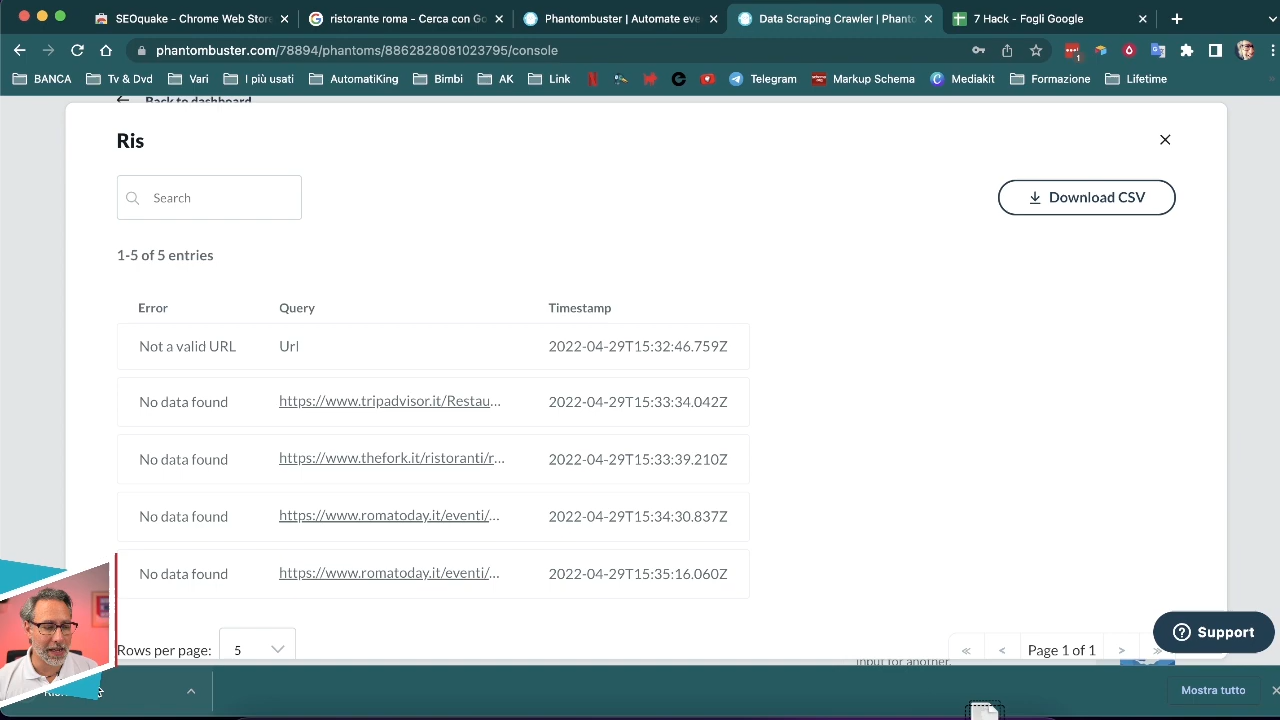 SEOquake - Chrome Web Store
ristorante roma - Cerca con Go
Phantombuster | Automate eve
Data Scraping Crawler | Phanto
7 Hack - Fogli Google
phantombuster.com/78894/phantoms/8862828081023795/console
1
BANCA
Tv & Dvd
Vari
I più usati
AutomatiKing
Bimbi
AK
Link
Telegram
Markup Schema
Mediakit
Formazione
Lifetime
Back to dashboard
Ris
Search
Download CSV
1-5 of 5 entries
Error Query Timestamp
Not a valid URL Url 2022-04-29T15:32:46.759Z
No data found https://www.tripadvisor.it/Restau... 2022-04-29T15:33:34.042Z
No data found https://www.thefork.it/ristoranti/r... 2022-04-29T15:33:39.210Z
No data found https://www.romatoday.it/eventi/... 2022-04-29T15:34:30.837Z
No data found https://www.romatoday.it/eventi/... 2022-04-29T15:35:16.060Z
Rows per page: 5
Page 1 of 1
Support
input for another.
Mostra tutto